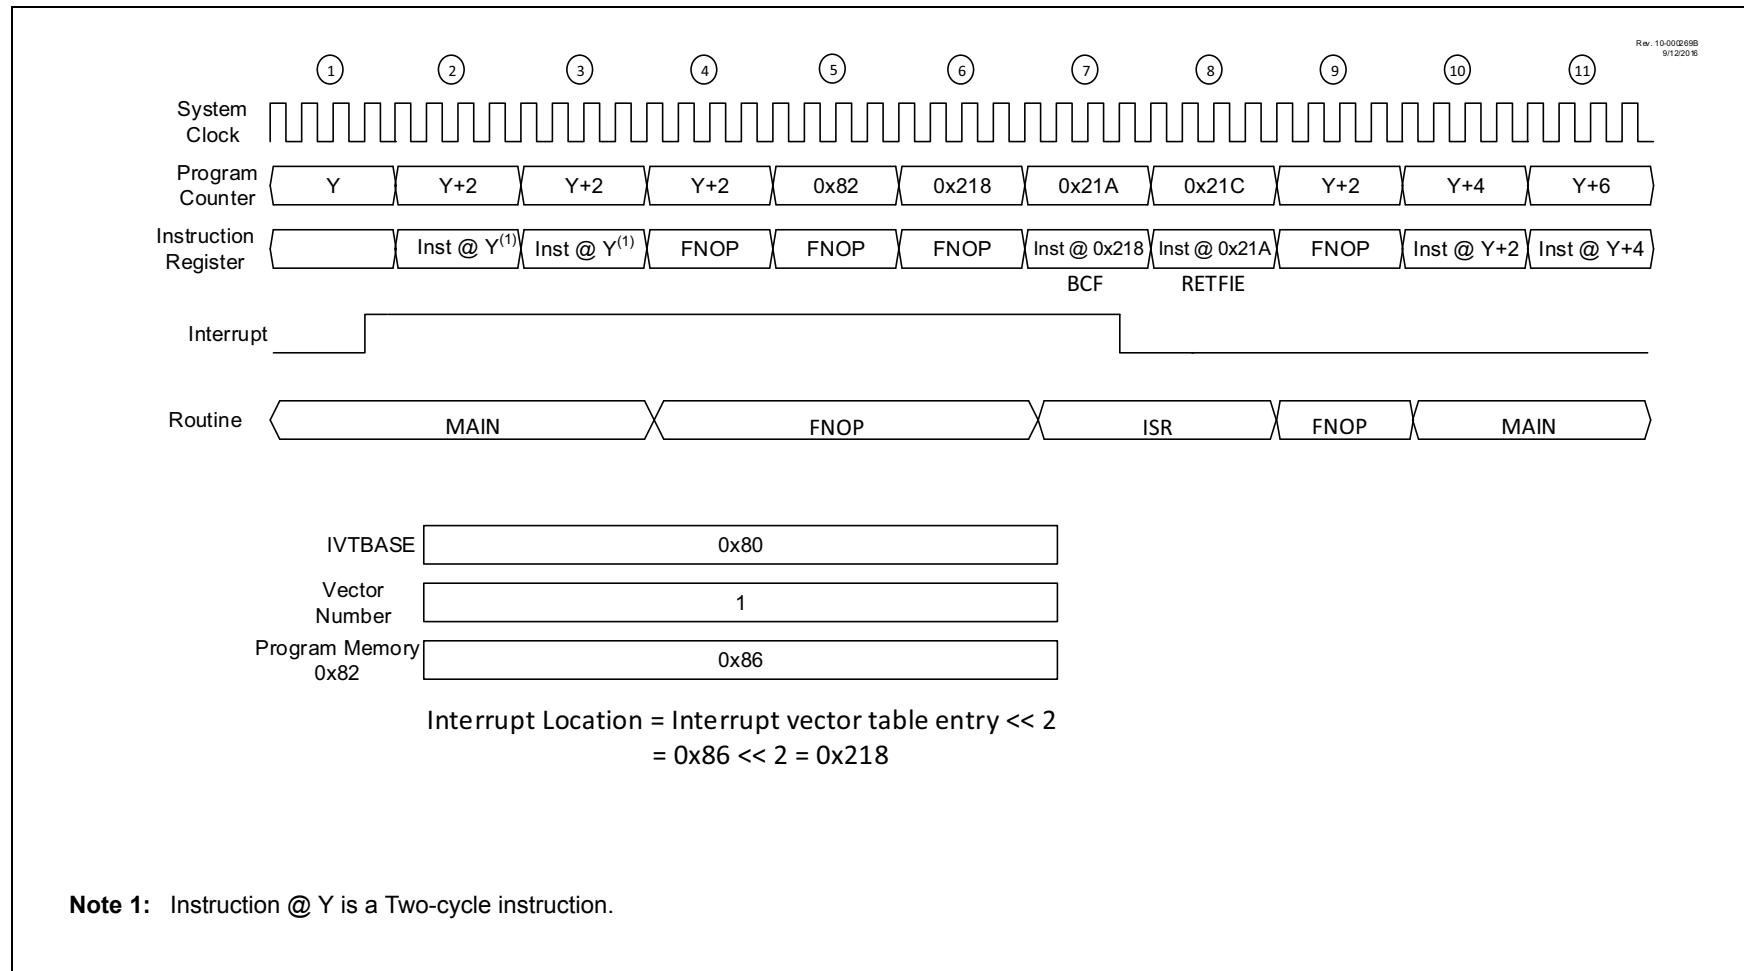 Rev. 10-000269B
9/12/2016
1 2 3 4 5 6 7 8 9 10 11
System
Clock
Program
Counter
Y Y+2 Y+2 Y+2 0x82 0x218 0x21A 0x21C Y+2 Y+4 Y+6
Instruction
Register
Inst @ Y(1) Inst @ Y(1) FNOP FNOP FNOP Inst @ 0x218 Inst @ 0x21A FNOP Inst @ Y+2 Inst @ Y+4
BCF RETFIE
Interrupt
Routine MAIN FNOP ISR FNOP MAIN
IVTBASE 0x80
Vector
Number
1
Program Memory
0x82
0x86
Interrupt Location = Interrupt vector table entry << 2
= 0x86 << 2 = 0x218
Note 1: Instruction @ Y is a Two-cycle instruction.